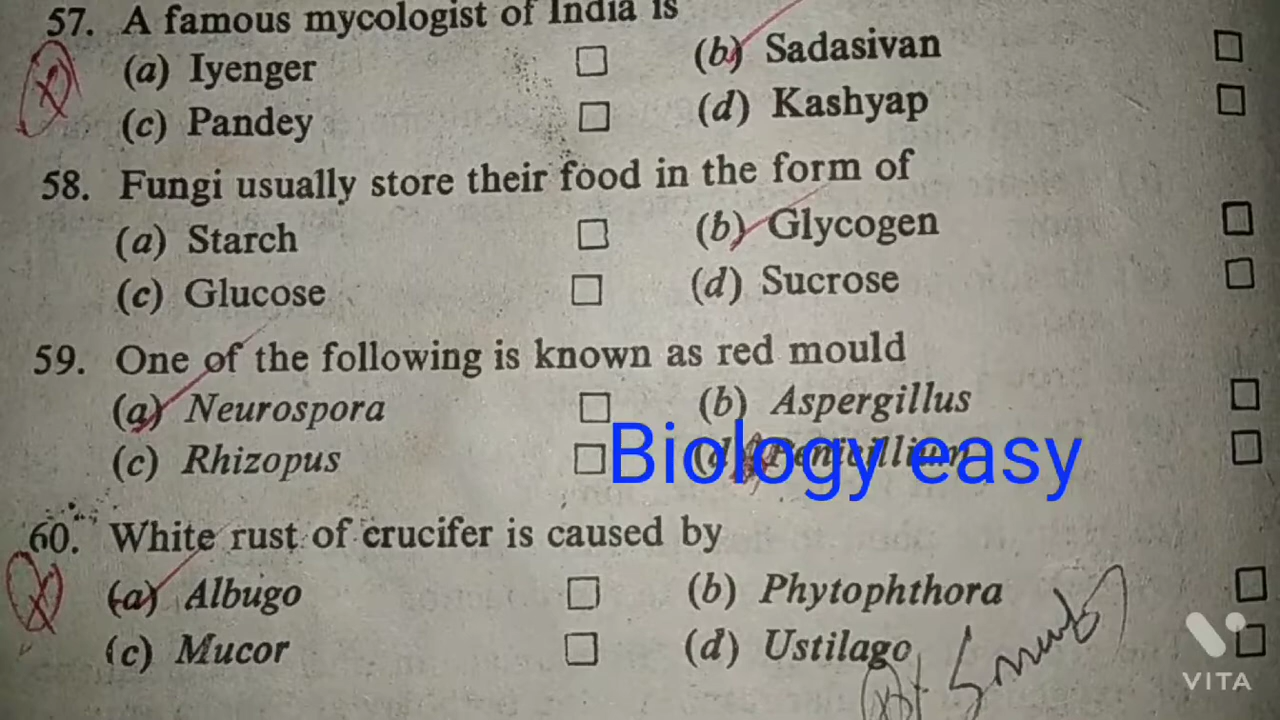 57. A famous mycologist of India is
(a) Iyenger (b) Sadasivan
(c) Pandey (d) Kashyap
58. Fungi usually store their food in the form of
(a) Starch (b) Glycogen
(c) Glucose (d) Sucrose
59. One of the following is known as red mould
(a) Neurospora (b) Aspergillus
(c) Rhizopus (d) Penicillium
Biology easy
60. White rust of crucifer is caused by
(a) Albugo (b) Phytophthora
(c) Mucor (d) Ustilago
VITA